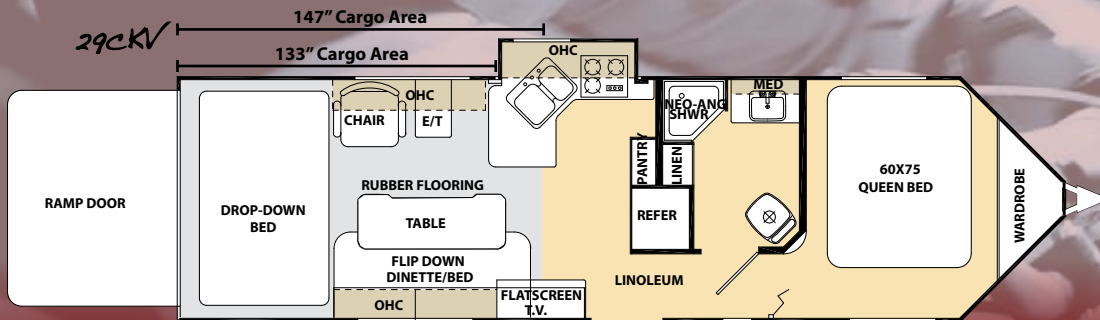 29CKV
147” Cargo Area
133” Cargo Area
OHC
OHC
CHAIR
E/T
NEO-ANG
SHWR
MED
PANTRY
LINEN
REFER
RAMP DOOR
DROP-DOWN
BED
RUBBER FLOORING
TABLE
FLIP DOWN
DINETTE/BED
OHC
FLATSCREEN
T.V.
LINOLEUM
60X75
QUEEN BED
WARDROBE